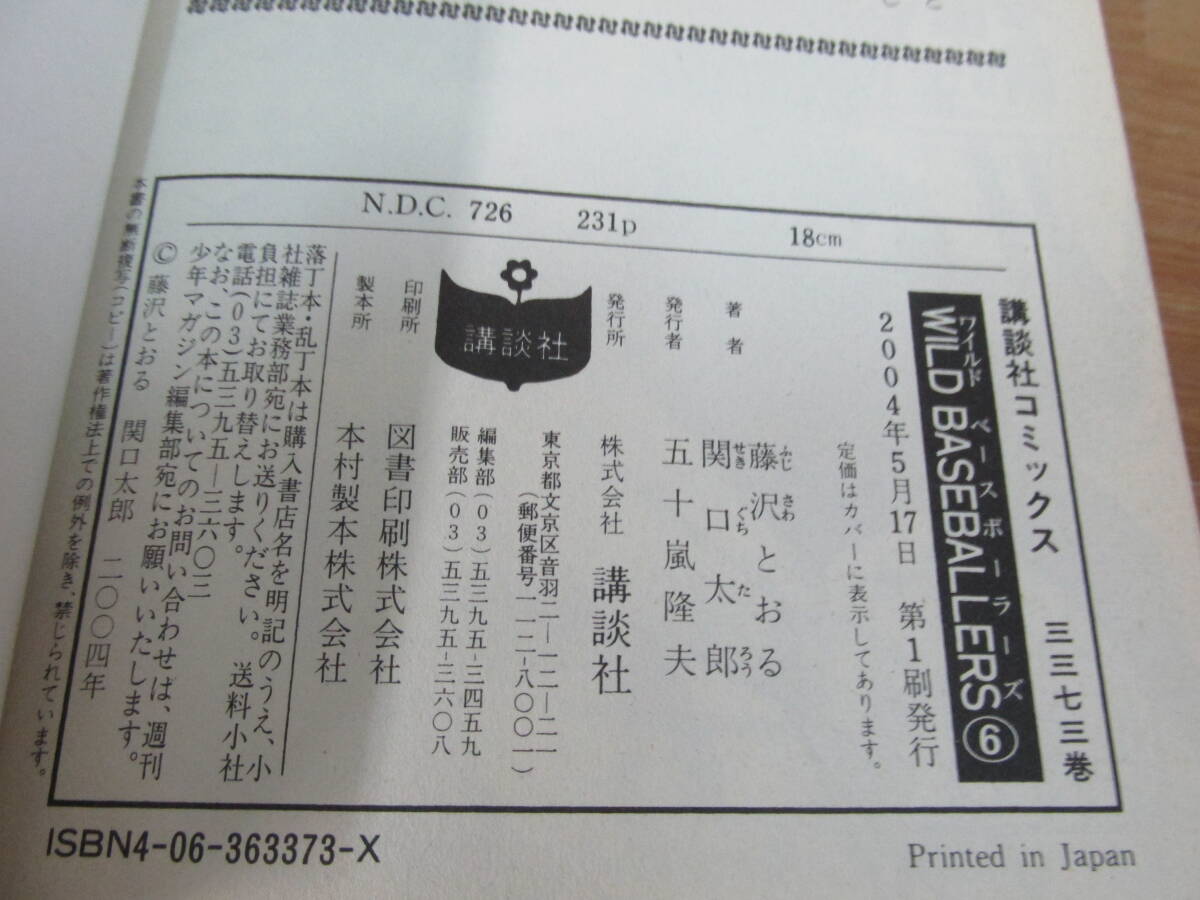 N.D.C. 726 231p 18cm
講談社コミックス 三三七三巻
ワイルド ベースボーラーズ
WILD BASEBALLERS⑥
2004年5月17日 第1刷発行
定価はカバーに表示してあります。
著者 藤沢とおる
ふじ さわ
関口太郎
せき ぐち た ろう
発行者 五十嵐隆夫
発行所 株式会社 講談社
東京都文京区音羽二―一二―二一
(郵便番号一一二―八〇〇一)
編集部(03)五三九五―三四五九
販売部(03)五三九五―三六〇八
講談社
印刷所 図書印刷株式会社
製本所 本村製本株式会社
落丁本・乱丁本は購入書店名を明記のうえ、小
社雑誌業務部宛にお送りください。送料小社
負担にてお取り替えします。
電話(03)五三九五―三六〇三
なお、この本についてのお問い合わせは、週刊
少年マガジン編集部宛にお願いいたします。
© 藤沢とおる 関口太郎 二〇〇四年
本書の無断複写(コピー)は著作権法上での例外を除き、禁じられています。
ISBN4-06-363373-X
Printed in Japan